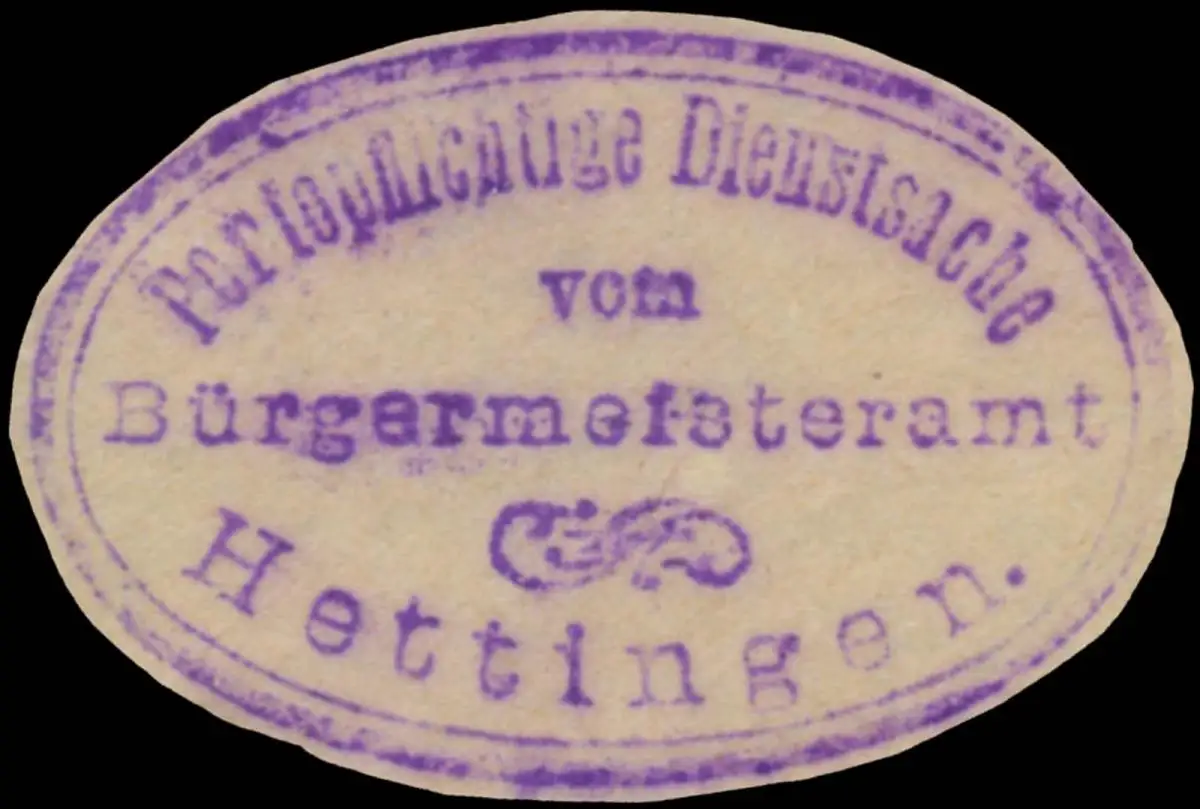 Portopflichtige Dienstsache
vom
Bürgermeisteramt
Hettingen.